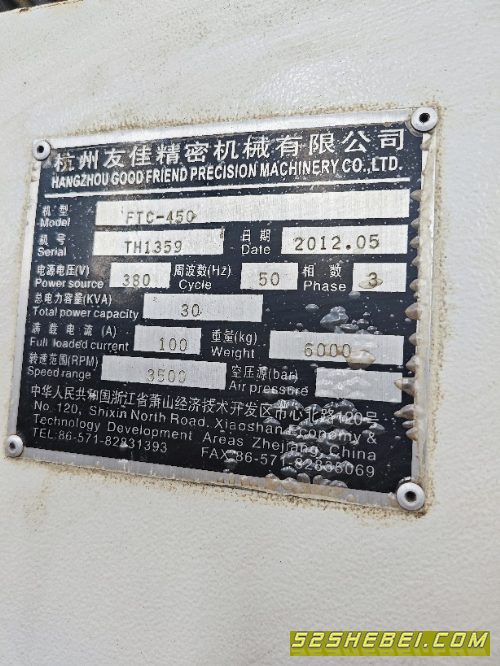 杭州友佳精密机械有限公司
HANGZHOU GOOD FRIEND PRECISION MACHINERY CO.,LTD.
机型 Model FTC-450
机号 Serial TH1359 日期 Date 2012.05
电源电压(V) Power source 380 周波数(Hz) Cycle 50 相数 Phase 3
总电力容量(KVA) Total power capacity 30
满载电流(A) Full loaded current 100 重量(kg) Weight 6000
转速范围(RPM) Speed range 3500 空压源(bar) Air pressure
中华人民共和国浙江省萧山经济技术开发区市心北路120号
No.120, Shixin North Road, Xiaoshan Economy &
Technology Development Areas Zhejiang, China
TEL:86-571-82831393 FAX:86-571-82836069
52SHEBEI.COM